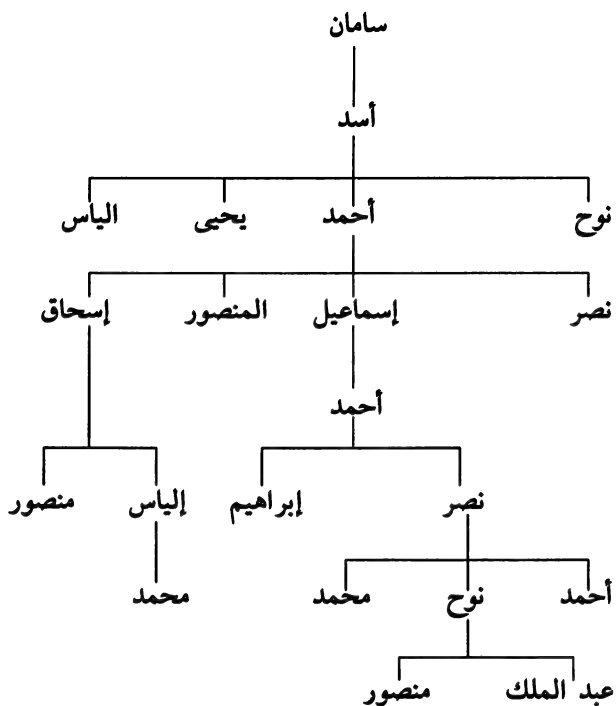 سامان
أسد
نوح أحمد يحيى الياس
نصر إسماعيل المنصور إسحاق
أحمد
نصر إبراهيم إلياس منصور
أحمد نوح محمد محمد
عبد الملك منصور